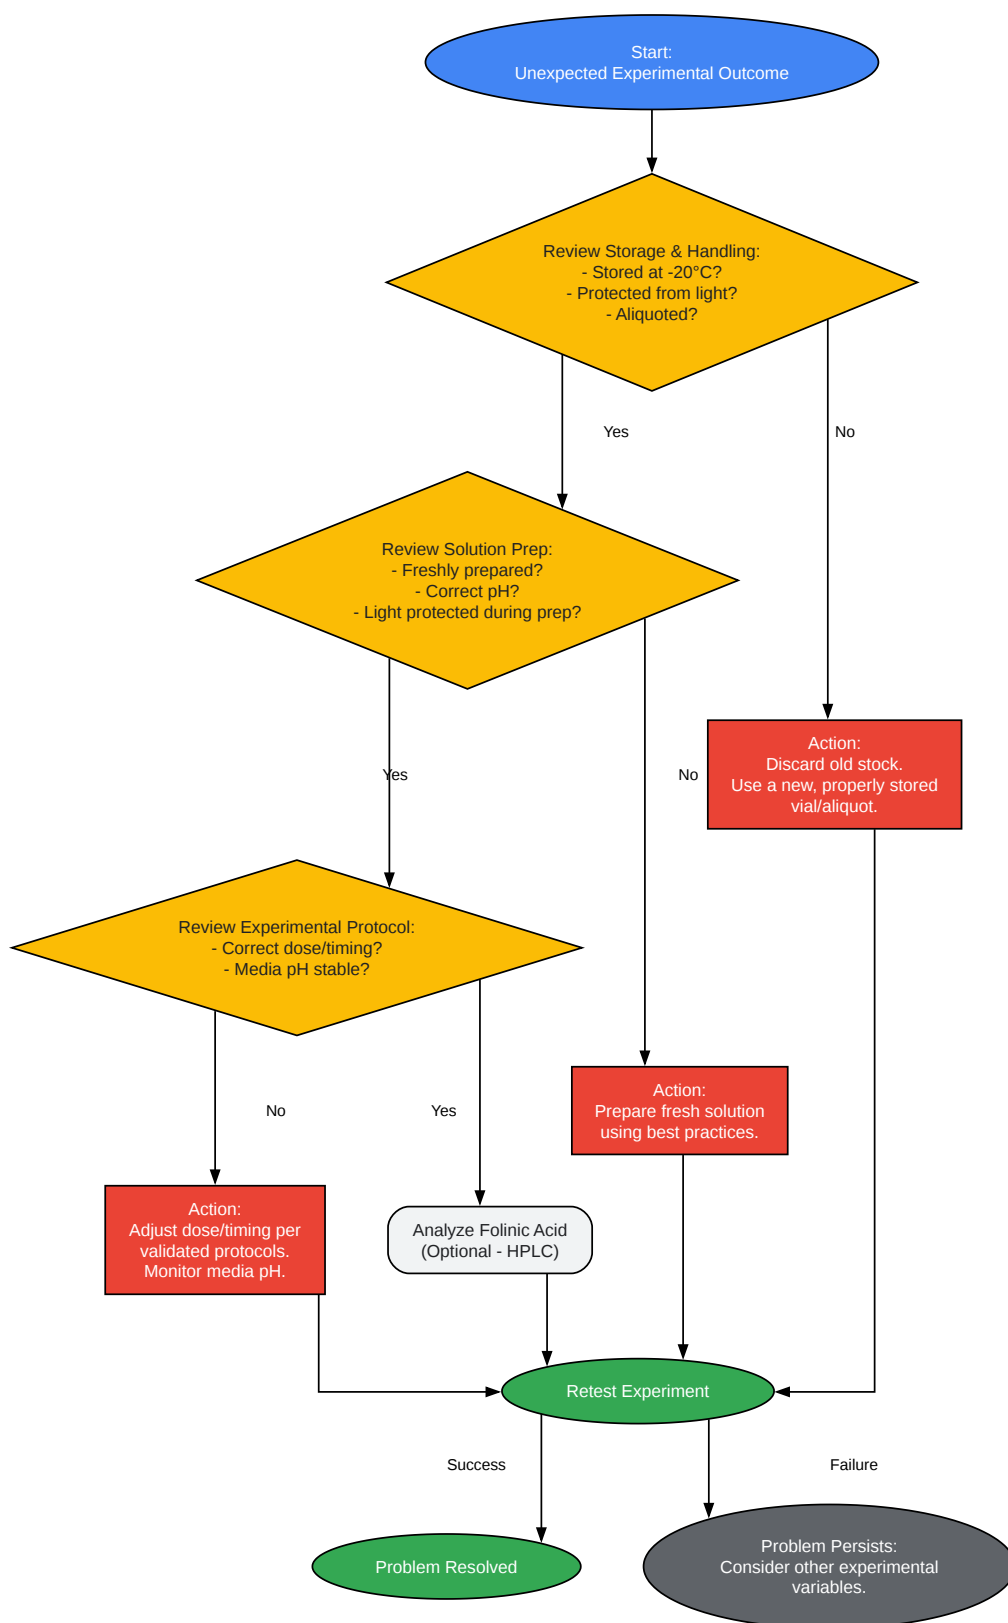 Start:
Unexpected Experimental Outcome
Review Storage & Handling:
- Stored at -20°C?
- Protected from light?
- Aliquoted?
Yes
No
Review Solution Prep:
- Freshly prepared?
- Correct pH?
- Light protected during prep?
Yes
No
Action:
Discard old stock.
Use a new, properly stored
vial/aliquot.
Review Experimental Protocol:
- Correct dose/timing?
- Media pH stable?
No
Yes
Action:
Prepare fresh solution
using best practices.
Action:
Adjust dose/timing per
validated protocols.
Monitor media pH.
Analyze Folinic Acid
(Optional - HPLC)
Retest Experiment
Success
Failure
Problem Resolved
Problem Persists:
Consider other experimental
variables.